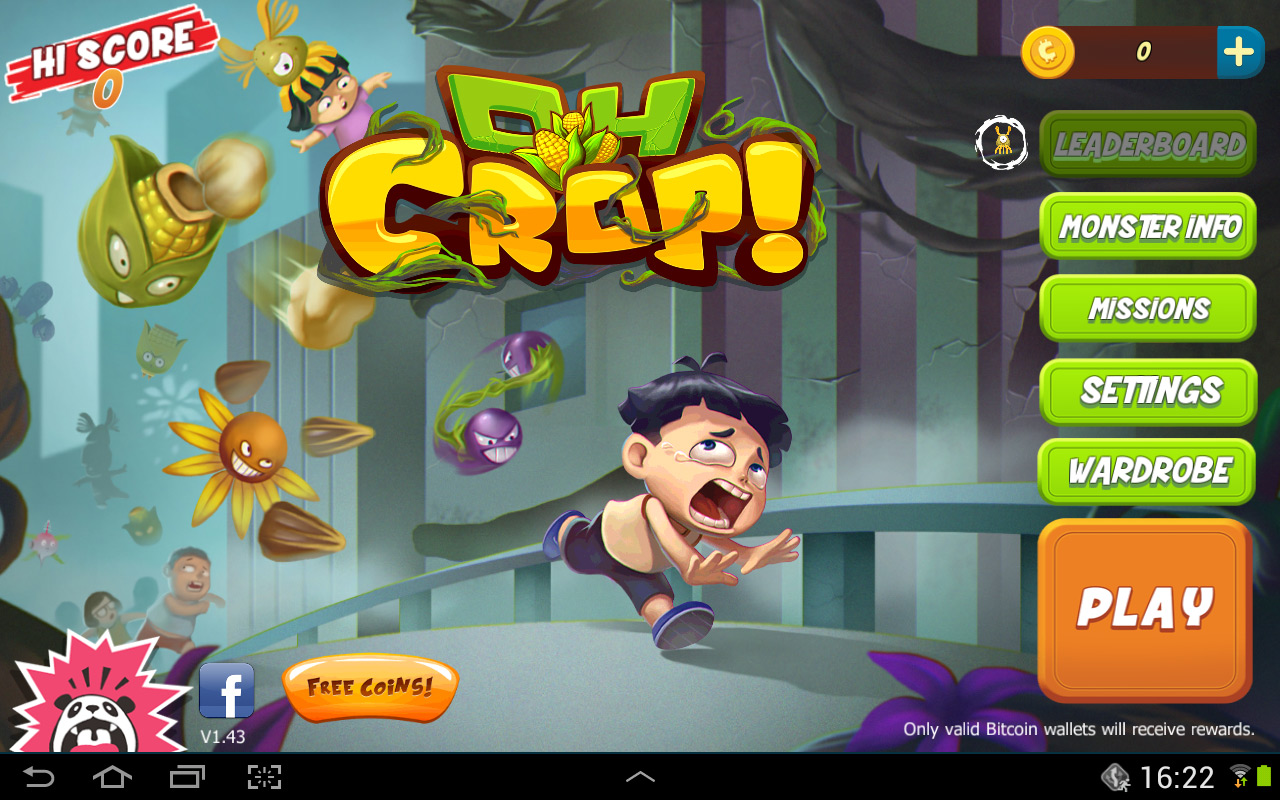 HI SCORE
0
OH
CROP!
0
LEADERBOARD
MONSTER INFO
MISSIONS
SETTINGS
WARDROBE
PLAY
f
FREE COINS!
V1.43
Only valid Bitcoin wallets will receive rewards.
16:22